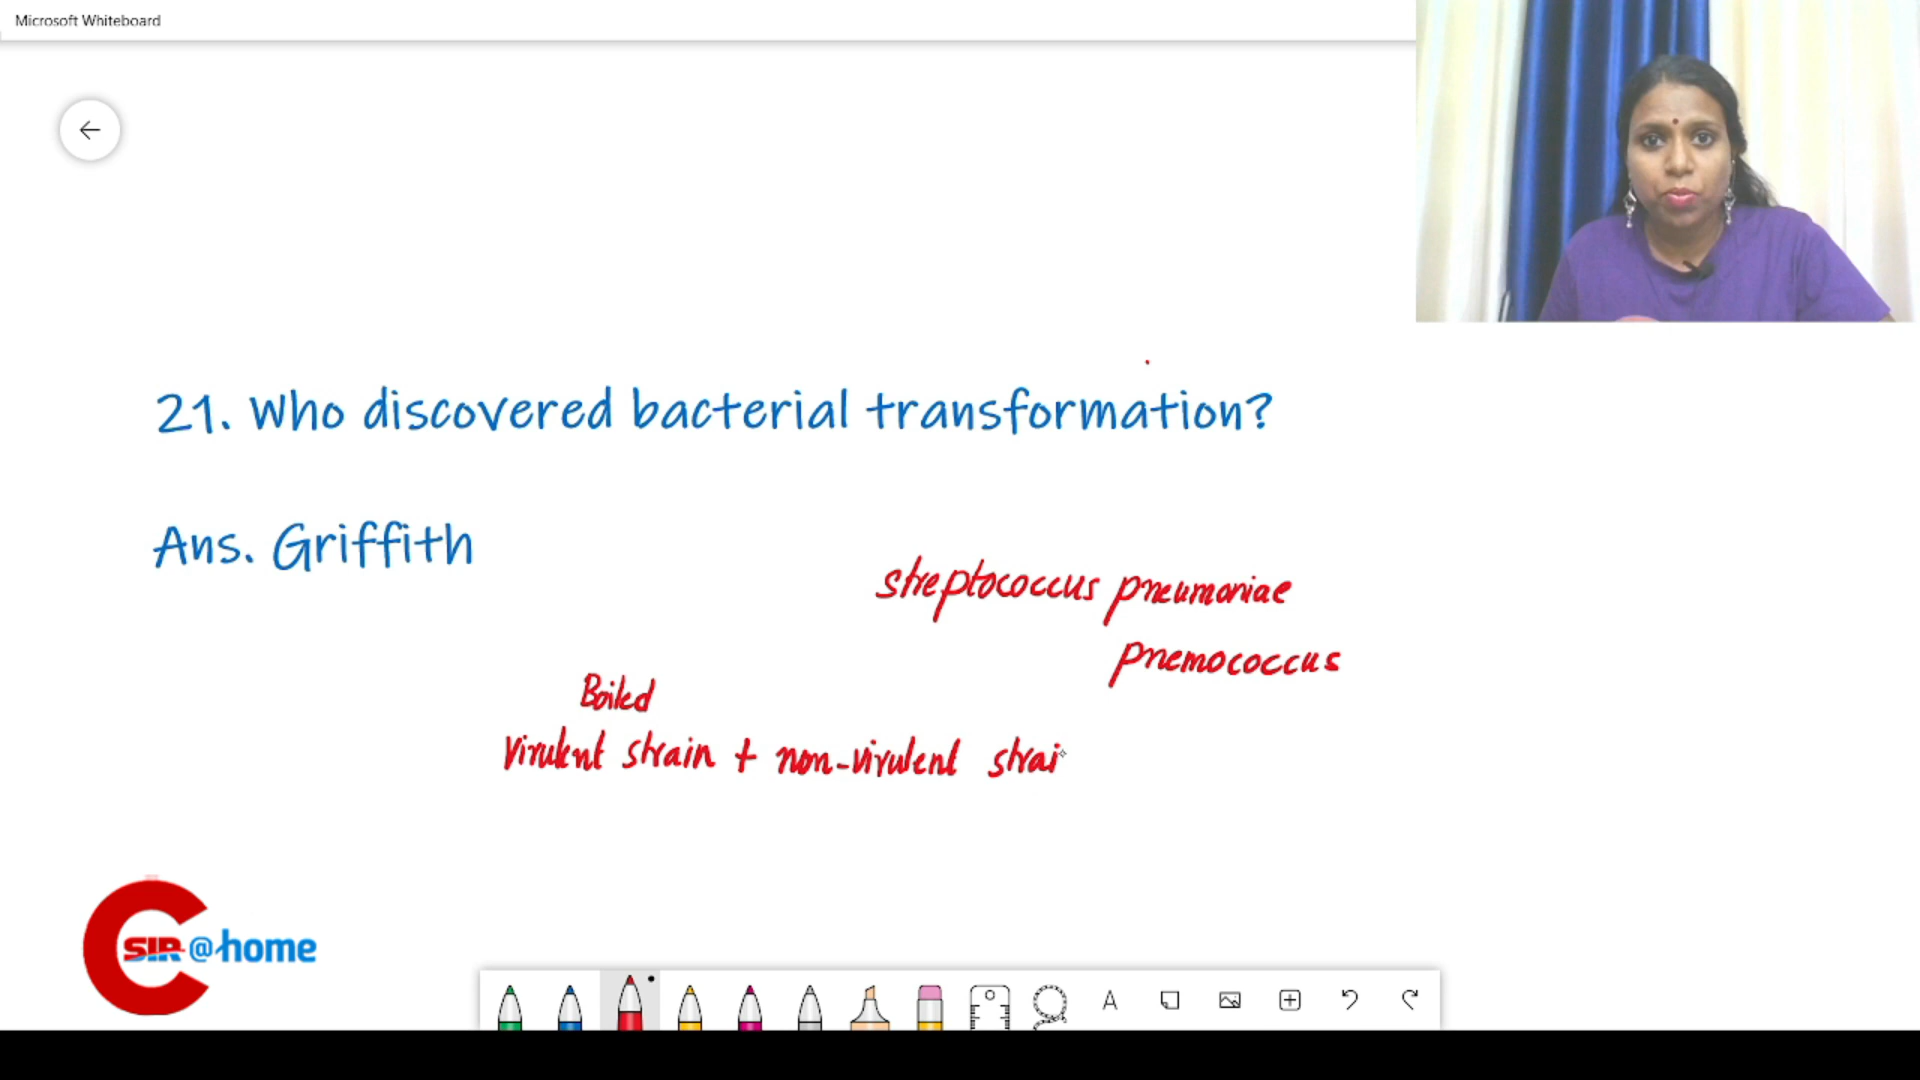 Microsoft Whiteboard
21. Who discovered bacterial transformation?
Ans. Griffith
streptococcus pneumoniae
pnemococcus
Boiled
Virulent strain + non-virulent strai
CSIR@home
A